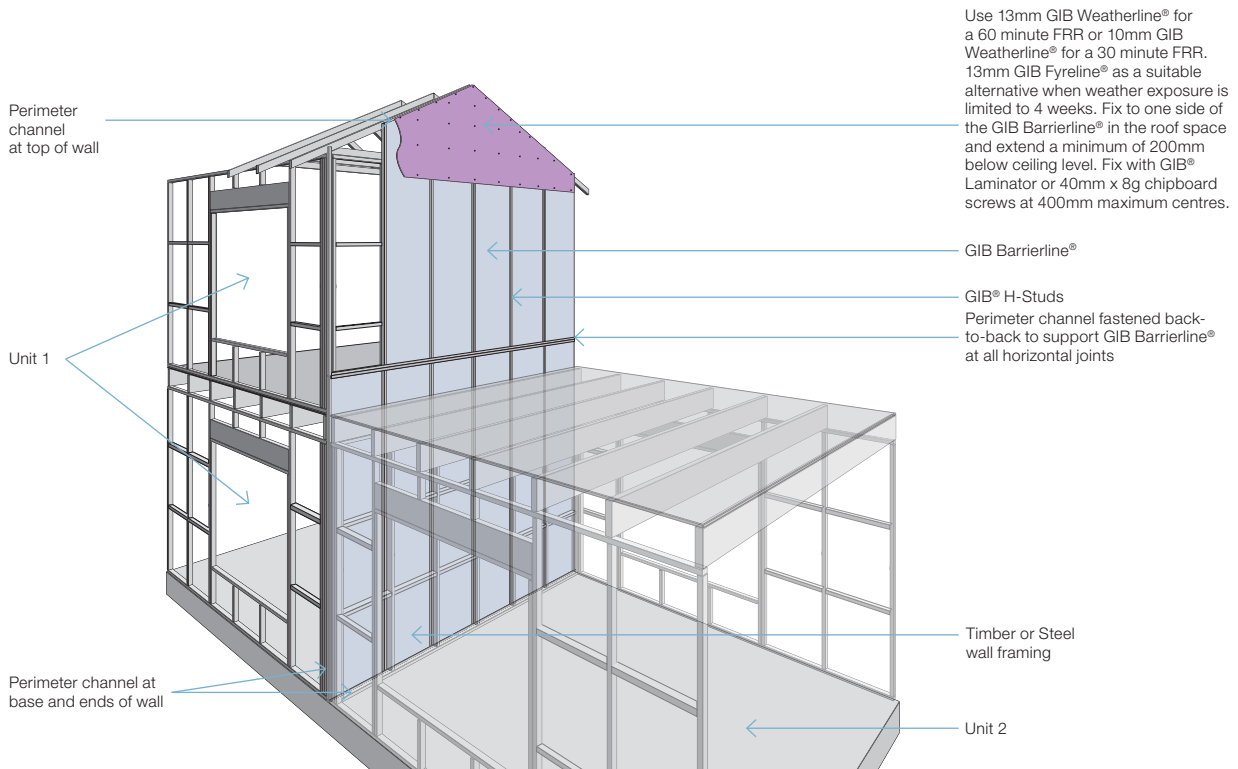 Use 13mm GIB Weatherline® for
a 60 minute FRR or 10mm GIB
Weatherline® for a 30 minute FRR.
13mm GIB Fyreline® as a suitable
alternative when weather exposure is
limited to 4 weeks. Fix to one side of
the GIB Barrierline® in the roof space
and extend a minimum of 200mm
below ceiling level. Fix with GIB®
Laminator or 40mm x 8g chipboard
screws at 400mm maximum centres.
Perimeter
channel
at top of wall
GIB Barrierline®
GIB® H-Studs
Perimeter channel fastened back-
to-back to support GIB Barrierline®
at all horizontal joints
Unit 1
Timber or Steel
wall framing
Perimeter channel at
base and ends of wall
Unit 2